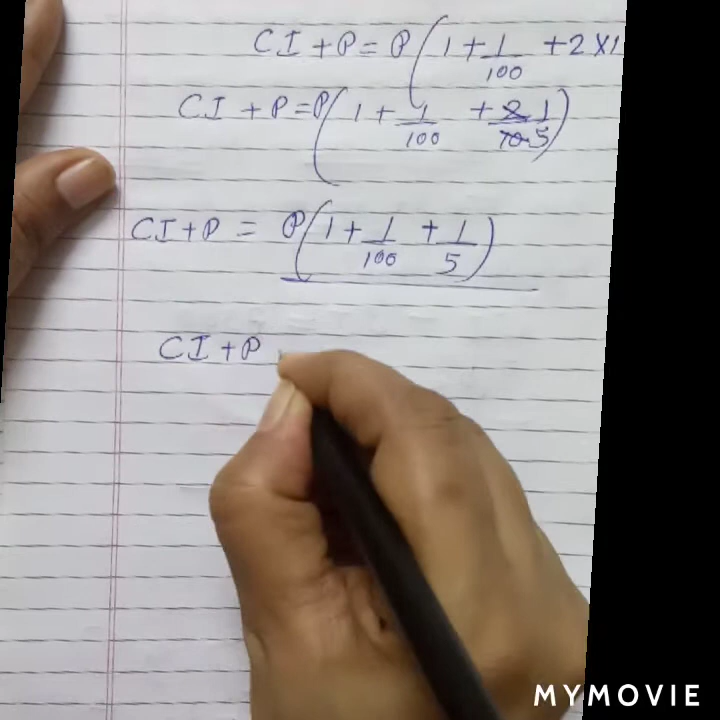 CI + P = P ( 1 + 1/100 + 2 X 1
CI + P = P ( 1 + 1/100 + 2/10 1/5 )
CI + P = P ( 1 + 1/100 + 1/5 )
CI + P
MYMOVIE